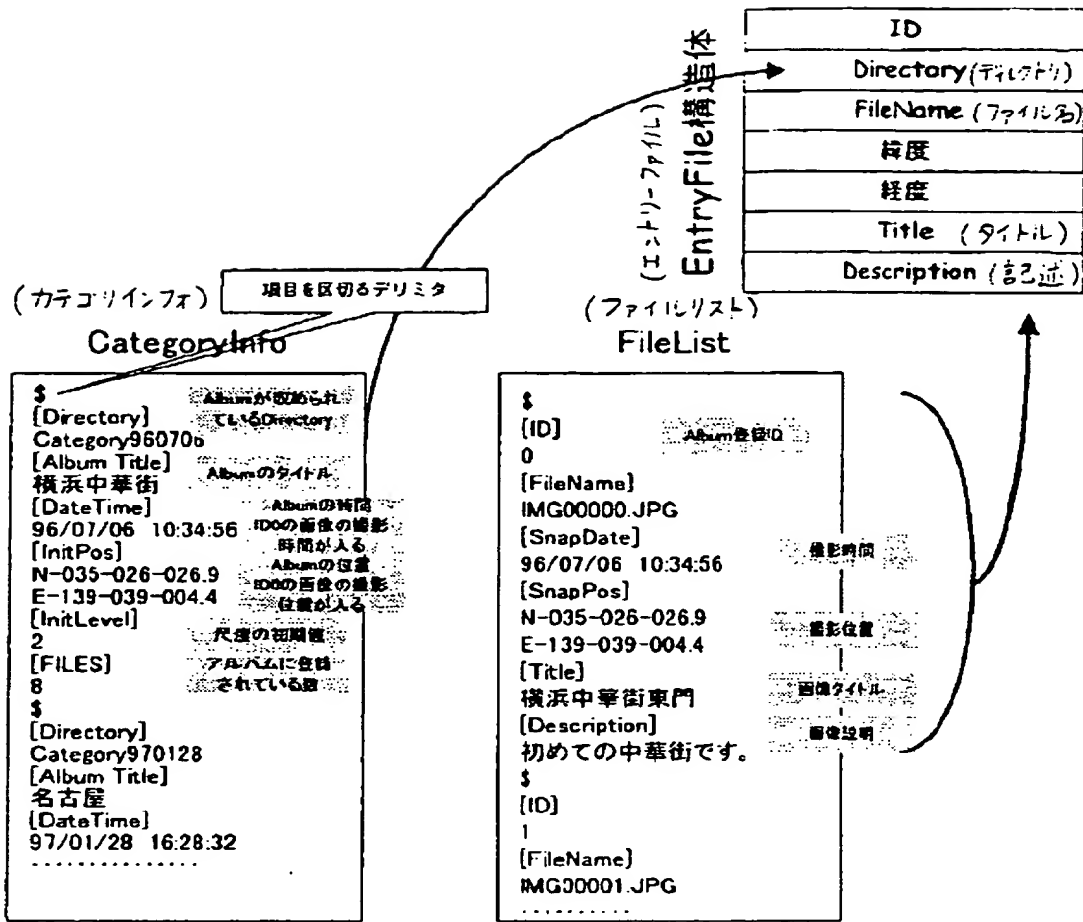 ID
Directory(ディレクトリ)
FileName (ファイル名)
緯度
経度
Title (タイトル)
Description (記述)
(エントリーファイル)
EntryFile構造体
(カテゴリインフォ)
項目を区切るデリミタ
CategoryInfo
$
[Directory]
Category960706
[Album Title]
横浜中華街
[DateTime]
96/07/06 10:34:56
[InitPos]
N-035-026-026.9
E-139-039-004.4
[InitLevel]
2
[FILES]
8
$
[Directory]
Category970128
[Album Title]
名古屋
[DateTime]
97/01/28 16:28:32
...............
Albumが収められ
ているDirectory
Albumのタイトル
Albumの時間
ID0の画像の撮影
時間が入る
Albumの位置
ID0の画像の撮影
位置が入る
尺度の初期値
アルバムに登録
されている数
(ファイルリスト)
FileList
$
[ID]
0
[FileName]
IMG00000.JPG
[SnapDate]
96/07/06 10:34:56
[SnapPos]
N-035-026-026.9
E-139-039-004.4
[Title]
横浜中華街東門
[Description]
初めての中華街です。
$
[ID]
1
[FileName]
IMG00001.JPG
..........
Album登録ID
撮影時間
撮影位置
画像タイトル
画像説明